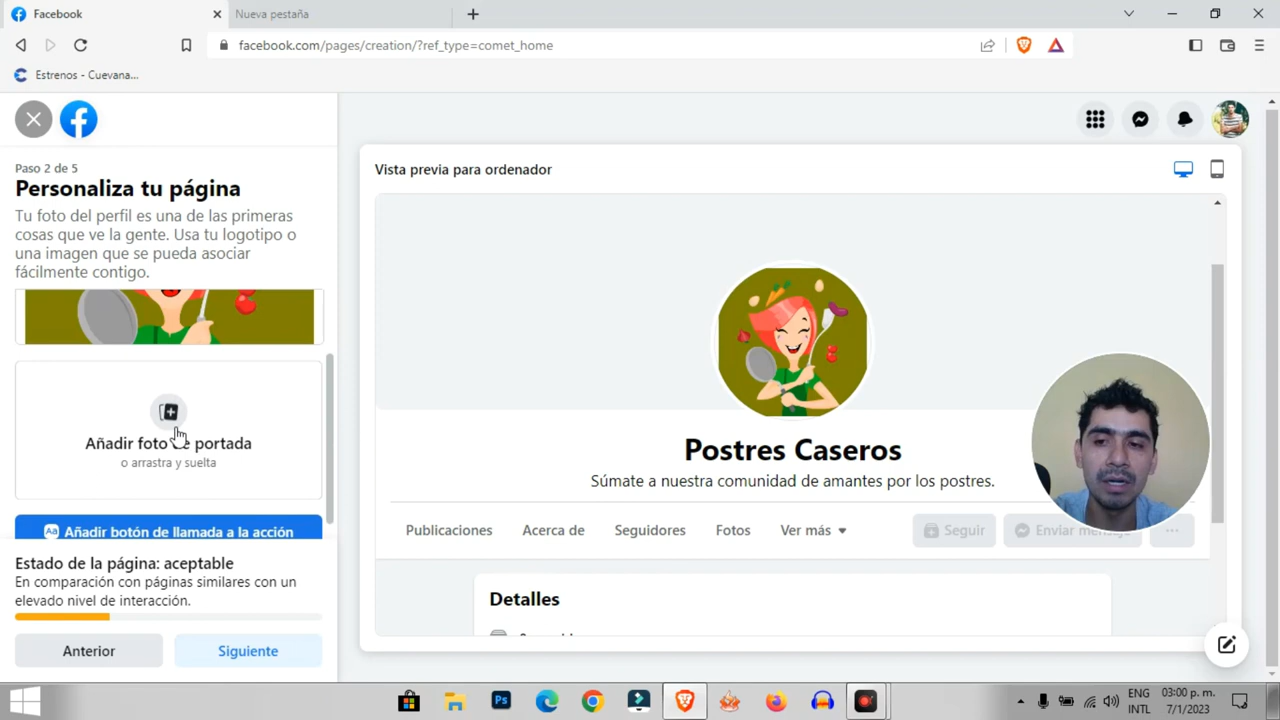 Facebook
Nueva pestaña
facebook.com/pages/creation/?ref_type=comet_home
Estrenos - Cuevana...
Paso 2 de 5
Personaliza tu página
Tu foto del perfil es una de las primeras
cosas que ve la gente. Usa tu logotipo o
una imagen que se pueda asociar
fácilmente contigo.
Añadir foto de portada
o arrastra y suelta
Aa Añadir botón de llamada a la acción
Estado de la página: aceptable
En comparación con páginas similares con un
elevado nivel de interacción.
Anterior
Siguiente
Vista previa para ordenador
Postres Caseros
Súmate a nuestra comunidad de amantes por los postres.
Publicaciones
Acerca de
Seguidores
Fotos
Ver más
Seguir
Enviar mensaje
Detalles
Ps
ENG
INTL
03:00 p. m.
7/1/2023